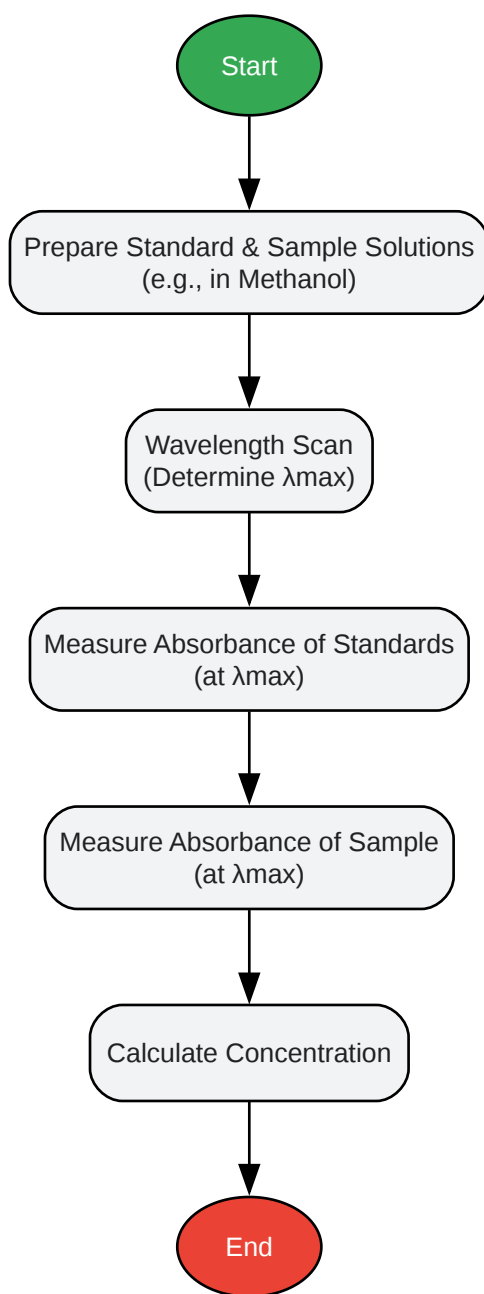 Start
Prepare Standard & Sample Solutions
(e.g., in Methanol)
Wavelength Scan
(Determine λmax)
Measure Absorbance of Standards
(at λmax)
Measure Absorbance of Sample
(at λmax)
Calculate Concentration
End